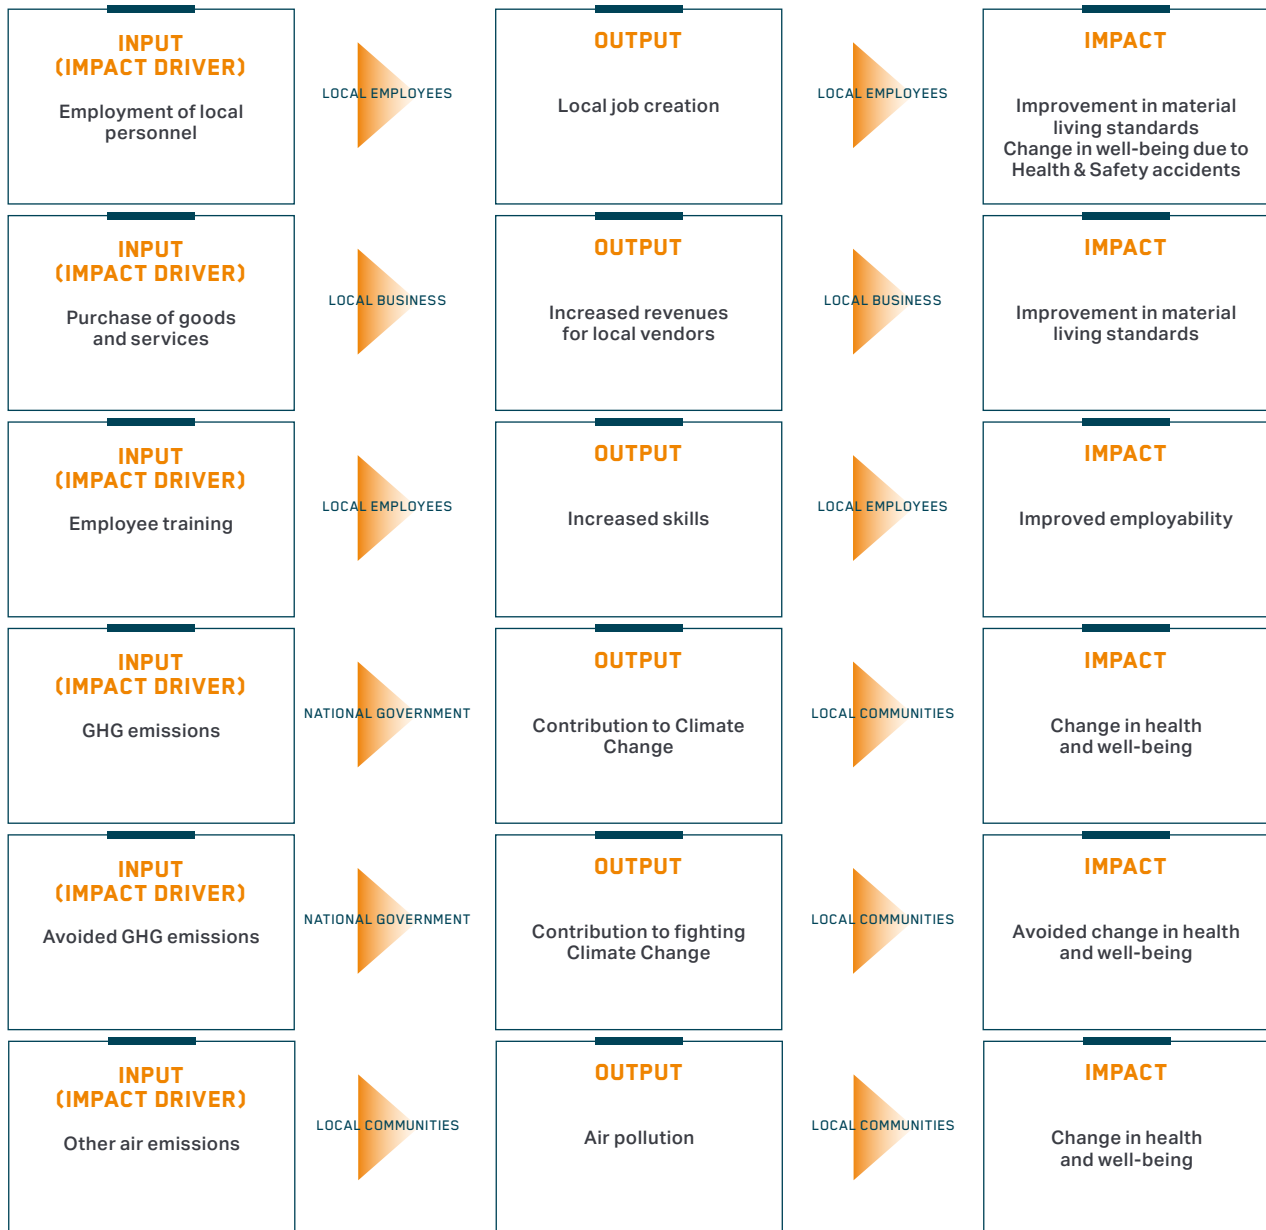 INPUT
(IMPACT DRIVER)
Employment of local
personnel
LOCAL EMPLOYEES
OUTPUT
Local job creation
LOCAL EMPLOYEES
IMPACT
Improvement in material
living standards
Change in well-being due to
Health & Safety accidents
INPUT
(IMPACT DRIVER)
Purchase of goods
and services
LOCAL BUSINESS
OUTPUT
Increased revenues
for local vendors
LOCAL BUSINESS
IMPACT
Improvement in material
living standards
INPUT
(IMPACT DRIVER)
Employee training
LOCAL EMPLOYEES
OUTPUT
Increased skills
LOCAL EMPLOYEES
IMPACT
Improved employability
INPUT
(IMPACT DRIVER)
GHG emissions
NATIONAL GOVERNMENT
OUTPUT
Contribution to Climate
Change
LOCAL COMMUNITIES
IMPACT
Change in health
and well-being
INPUT
(IMPACT DRIVER)
Avoided GHG emissions
NATIONAL GOVERNMENT
OUTPUT
Contribution to fighting
Climate Change
LOCAL COMMUNITIES
IMPACT
Avoided change in health
and well-being
INPUT
(IMPACT DRIVER)
Other air emissions
LOCAL COMMUNITIES
OUTPUT
Air pollution
LOCAL COMMUNITIES
IMPACT
Change in health
and well-being